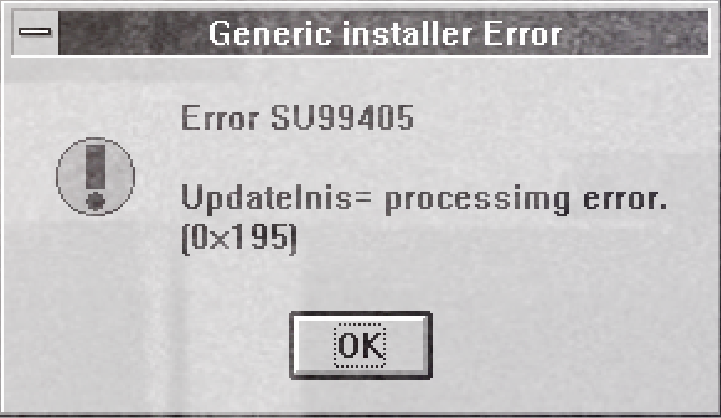 Generic installer Error
Error SU99405
UpdateInis= processimg error.
(0x195)
OK